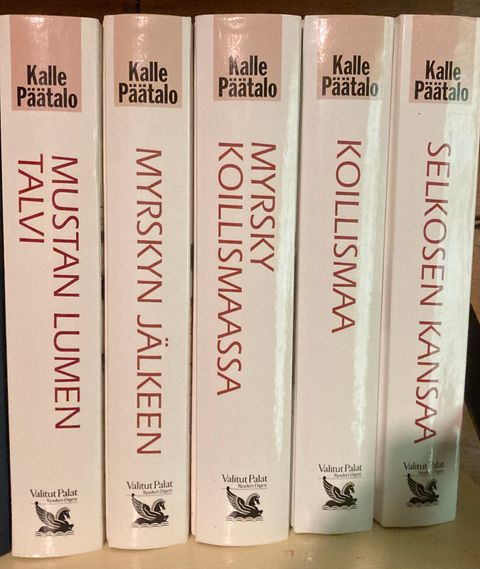 Kalle
Päätalo
MUSTAN LUMEN
TALVI
Valitut Palat
Reader's Digest
Kalle
Päätalo
MYRSKYN JÄLKEEN
Valitut Palat
Reader's Digest
Kalle
Päätalo
MYRSKY
KOILLISMAASSA
Valitut Palat
Reader's Digest
Kalle
Päätalo
KOILLISMAA
Valitut Palat
Reader's Digest
Kalle
Päätalo
SELKOSEN KANSAA
Valitut Palat
Reader's Digest